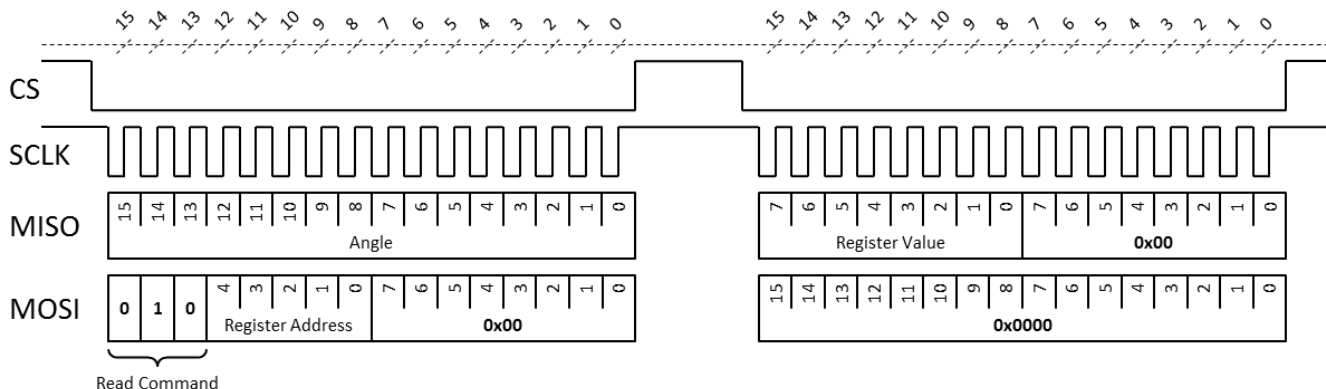 15 14 13 12 11 10 9 8 7 6 5 4 3 2 1 0 15 14 13 12 11 10 9 8 7 6 5 4 3 2 1 0
CS
SCLK
MISO 15 14 13 12 11 10 9 8 7 6 5 4 3 2 1 0 7 6 5 4 3 2 1 0 7 6 5 4 3 2 1 0
Angle Register Value 0x00
MOSI 0 1 0 4 3 2 1 0 7 6 5 4 3 2 1 0 15 14 13 12 11 10 9 8 7 6 5 4 3 2 1 0
Register Address 0x00 0x0000
Read Command